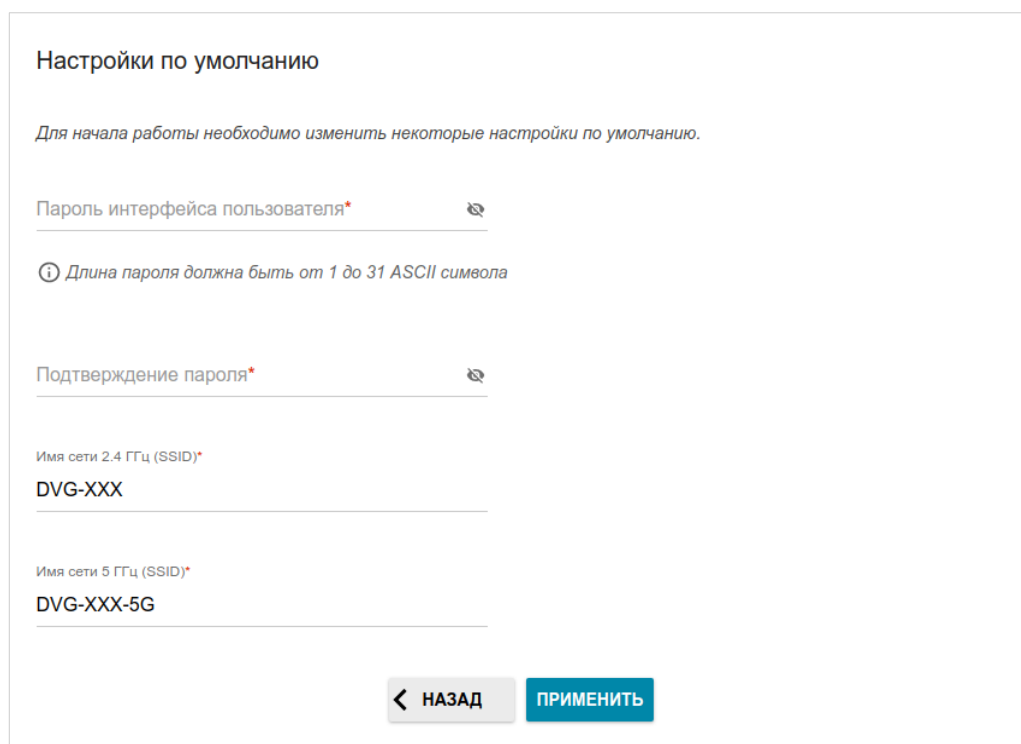 Настройки по умолчанию
Для начала работы необходимо изменить некоторые настройки по умолчанию.
Пароль интерфейса пользователя*
Длина пароля должна быть от 1 до 31 ASCII символа
Подтверждение пароля*
Имя сети 2.4 ГГц (SSID)*
DVG-XXX
Имя сети 5 ГГц (SSID)*
DVG-XXX-5G
НАЗАД
ПРИМЕНИТЬ